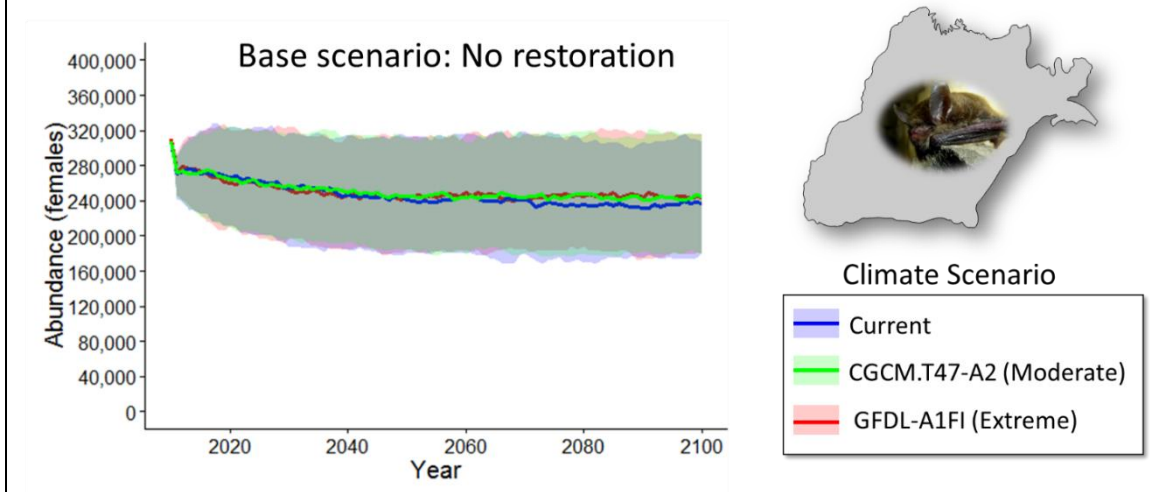 Base scenario: No restoration
400,000
360,000
320,000
280,000
240,000
200,000
160,000
120,000
80,000
40,000
0
Abundance (females)
2020
2040
2060
2080
2100
Year
Climate Scenario
Current
CGCM.T47-A2 (Moderate)
GFDL-A1FI (Extreme)